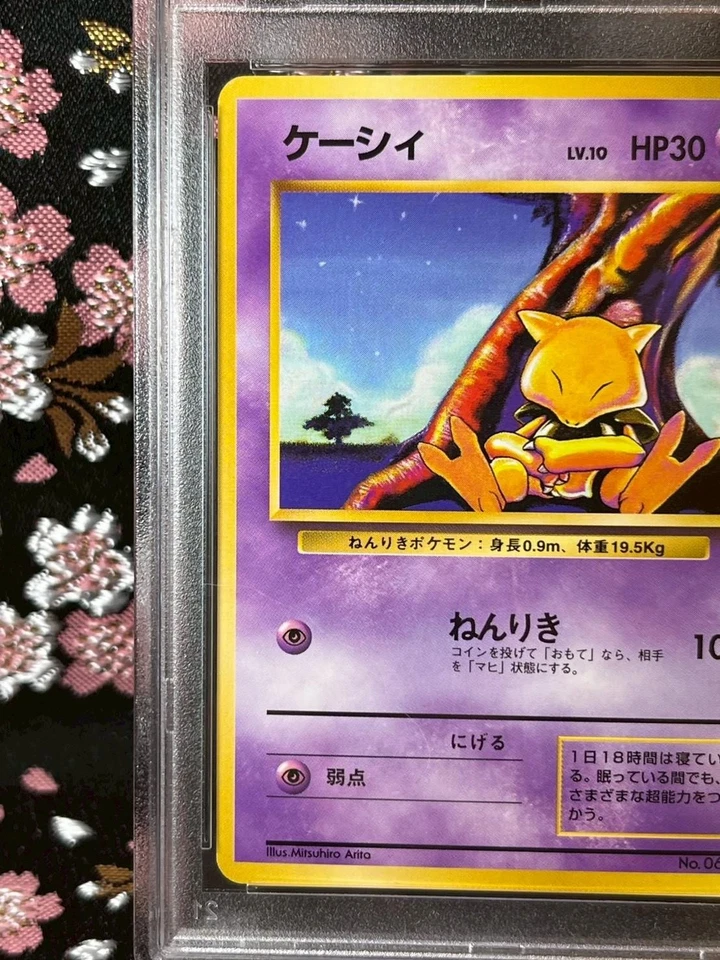 ケーシィ LV.10 HP30
ねんりきポケモン：身長0.9m、体重19.5Kg
ねんりき 10
コインを投げて「おもて」なら、相手
を「マヒ」状態にする。
にげる
弱点
1日18時間は寝てい
る。眠っている間でも、
さまざまな超能力をつ
かう。
Illus.Mitsuhiro Arita
No. 06